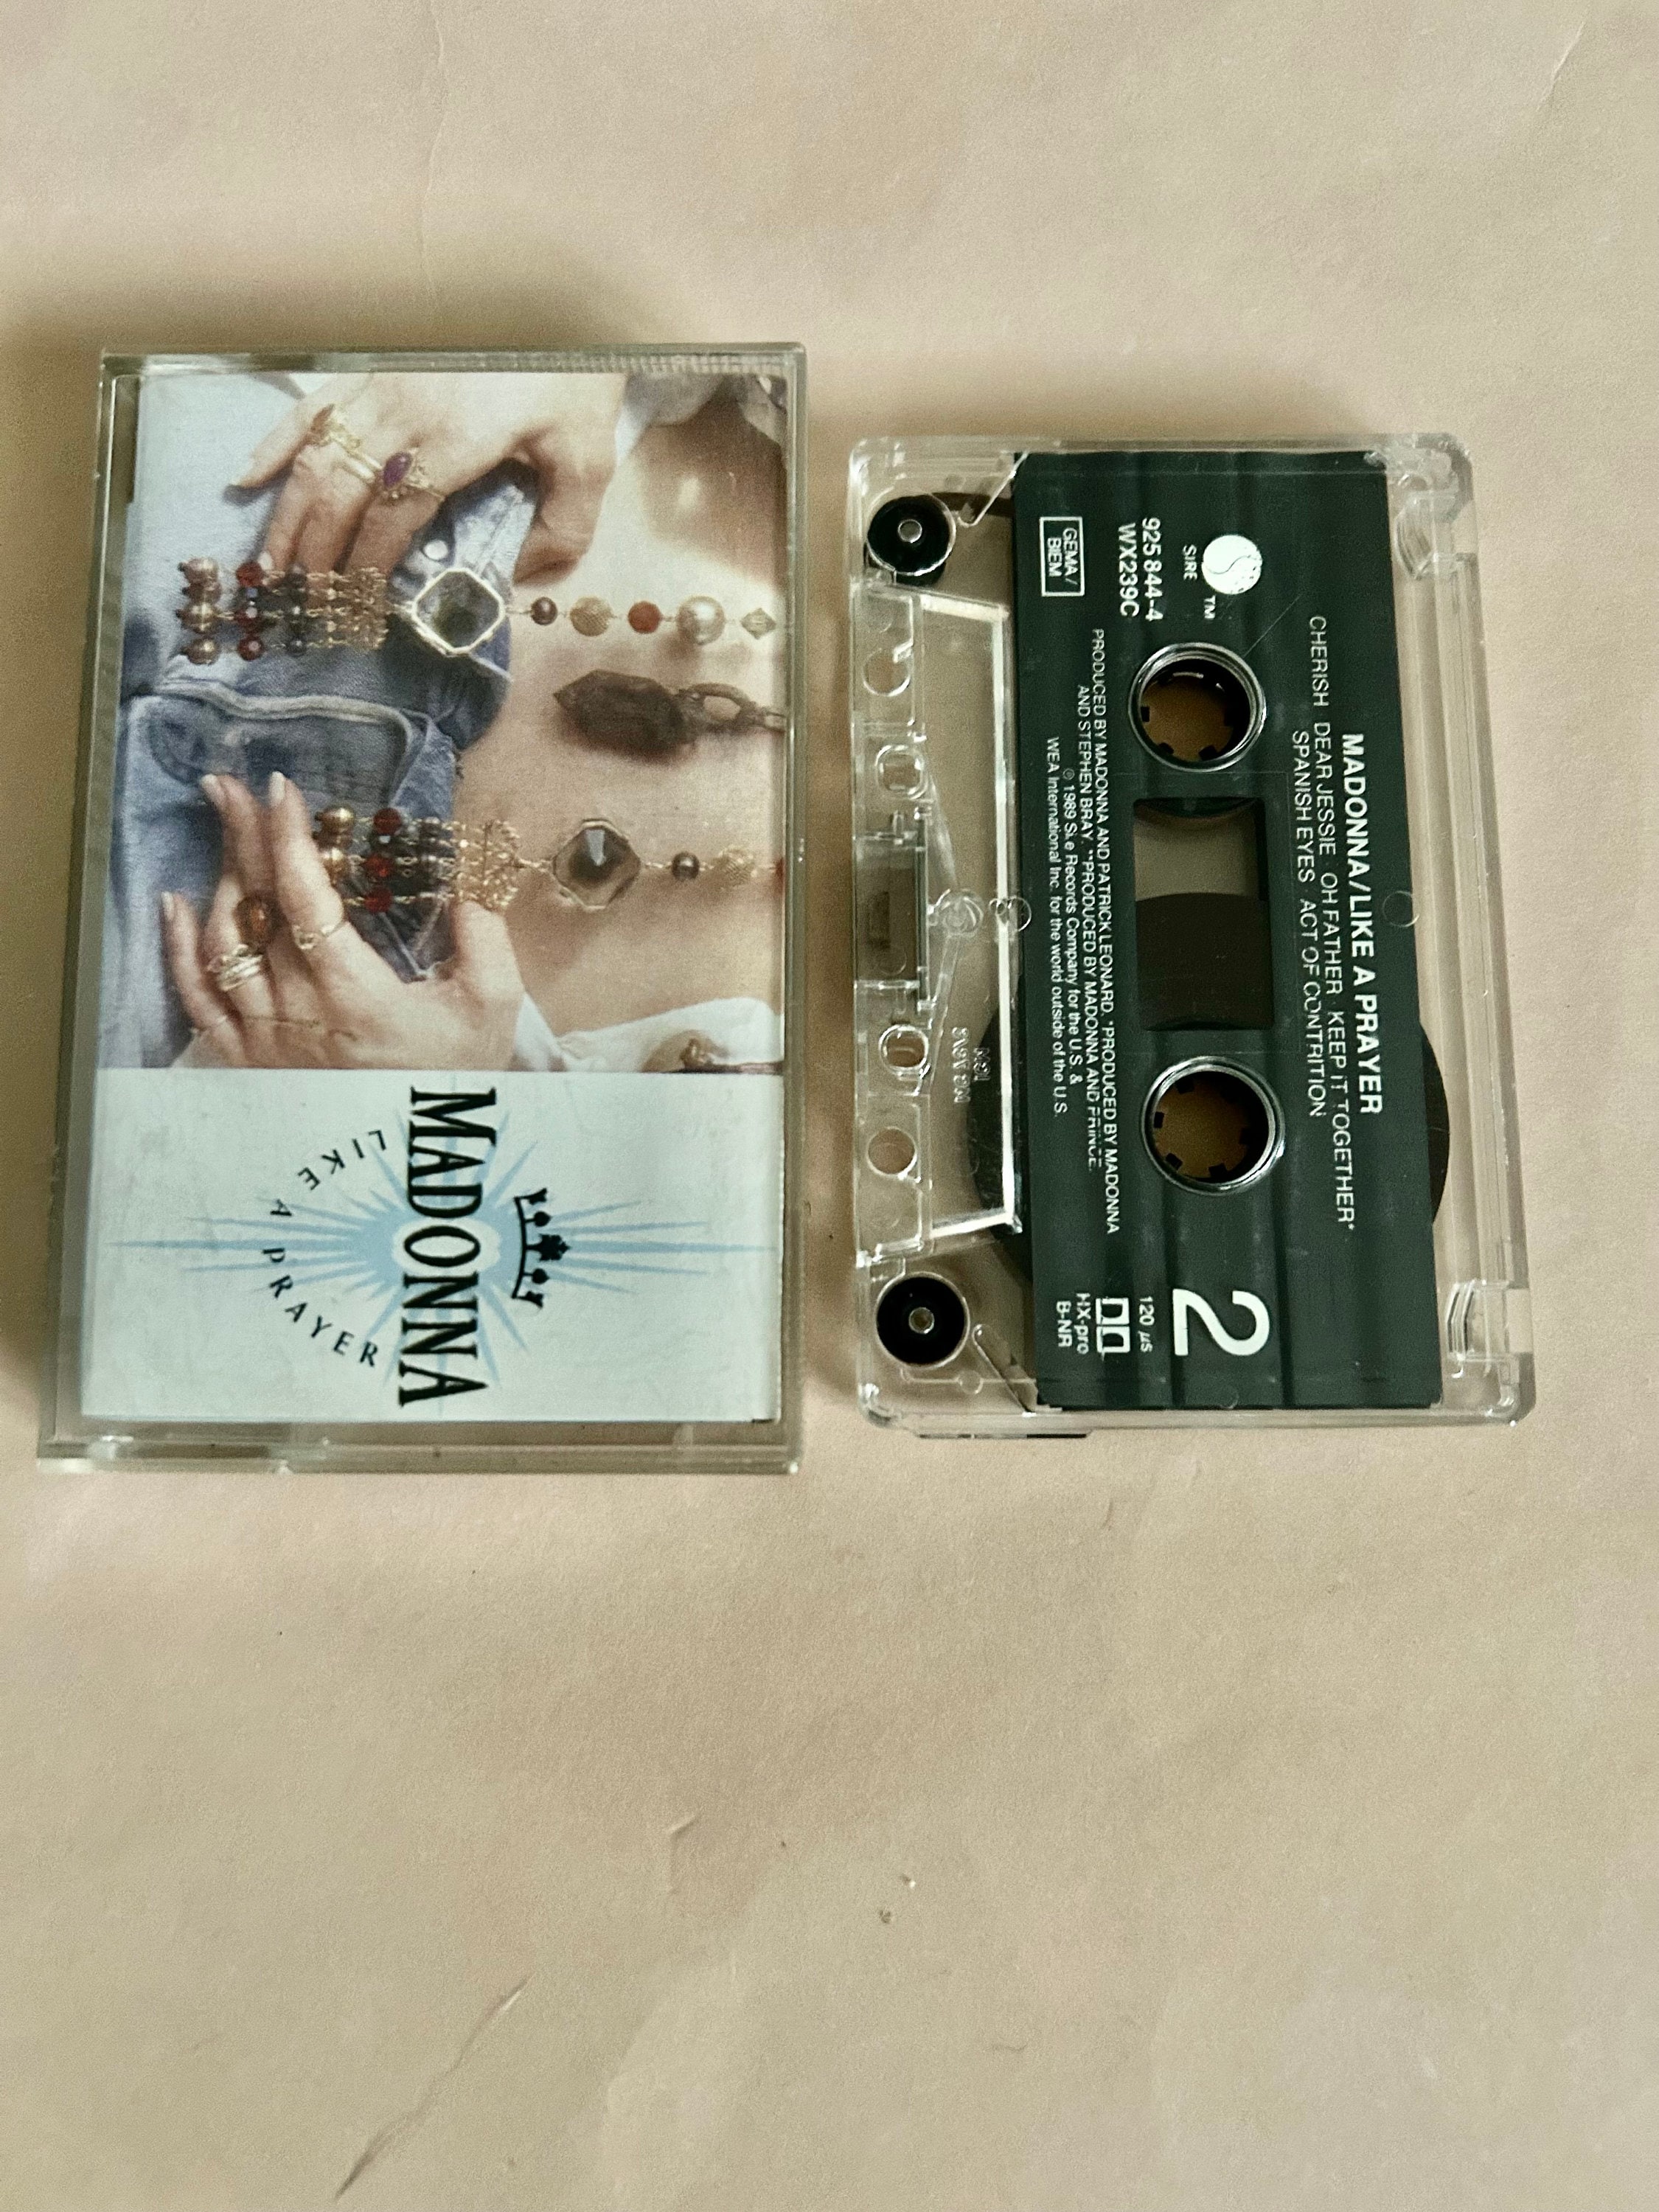 MADONNA
LIKE A PRAYER
MADONNA/LIKE A PRAYER
CHERISH DEAR JESSIE OH FATHER KEEP IT TOGETHER*
SPANISH EYES ACT OF CONTRITION
SIRE
TM
925 844-4
WX239C
GEMA/
BIEM
2
120 µs
HX-pro
B-NR
PRODUCED BY MADONNA AND PATRICK LEONARD. *PRODUCED BY MADONNA
AND STEPHEN BRAY. **PRODUCED BY MADONNA AND PRINCE.
℗ 1989 Sire Records Company for the U.S. &
WEA International Inc. for the world outside of the U.S.